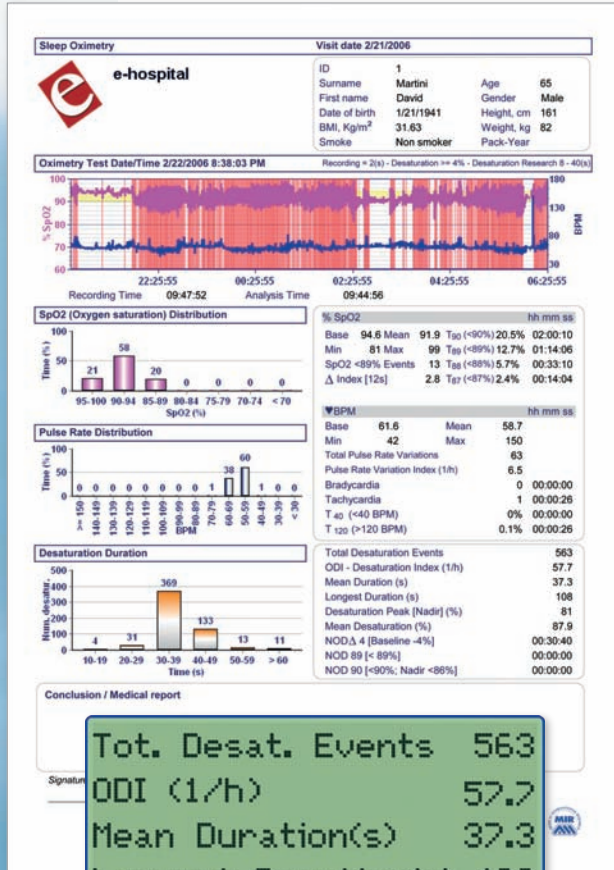 Sleep Oximetry Visit date 2/21/2006
e
e-hospital
ID 1
Surname Martini Age 65
First name David Gender Male
Date of birth 1/21/1941 Height, cm 161
BMI, Kg/m² 31.63 Weight, kg 82
Smoke Non smoker Pack-Year
Oximetry Test Date/Time 2/22/2006 8:38:03 PM Recording = 2(s) - Desaturation >= 4% - Desaturation Research 8 - 40(s)
100 180
90 130
80 80
70 30
60
% SpO2
BPM
22:25:55 00:25:55 02:25:55 04:25:55 06:25:55
Recording Time 09:47:52 Analysis Time 09:44:56
SpO2 (Oxygen saturation) Distribution
Time (%)
100
50
0
21 58 20 0 0 0
95-100 90-94 85-89 80-84 75-79 70-74 < 70
SpO2 (%)
% SpO2 hh mm ss
Base 94.6 Mean 91.9 T90 (<90%) 20.5% 02:00:10
Min 81 Max 99 T89 (<89%) 12.7% 01:14:06
SpO2 <89% Events 13 T88 (<88%) 5.7% 00:33:10
Δ Index [12s] 2.8 T87 (<87%) 2.4% 00:14:04
Pulse Rate Distribution
Time (%)
100
50
0
0 0 0 0 0 0 0 0 1 38 60 1 0 0
>= 150 140-149 130-139 120-129 110-119 100-109 90-99 80-89 70-79 60-69 50-59 40-49 30-39 < 30
BPM
♥BPM hh mm ss
Base 61.6 Mean 58.7
Min 42 Max 150
Total Pulse Rate Variations 63
Pulse Rate Variation Index (1/h) 6.5
Bradycardia 0 00:00:00
Tachycardia 1 00:00:26
T 40 (<40 BPM) 0% 00:00:00
T 120 (>120 BPM) 0.1% 00:00:26
Desaturation Duration
Num. desatur.
500
400
300
200
100
0
4 31 369 133 13 11
10-19 20-29 30-39 40-49 50-59 > 60
Time (s)
Total Desaturation Events 563
ODI - Desaturation Index (1/h) 57.7
Mean Duration (s) 37.3
Longest Duration (s) 108
Desaturation Peak [Nadir] (%) 81
Mean Desaturation (%) 87.9
NODΔ 4 [Baseline -4%] 00:30:40
NOD 89 [< 89%] 00:00:00
NOD 90 [<90%; Nadir <86%] 00:00:00
Conclusion / Medical report
Tot. Desat. Events 563
ODI (1/h) 57.7
Mean Duration(s) 37.3
MIR